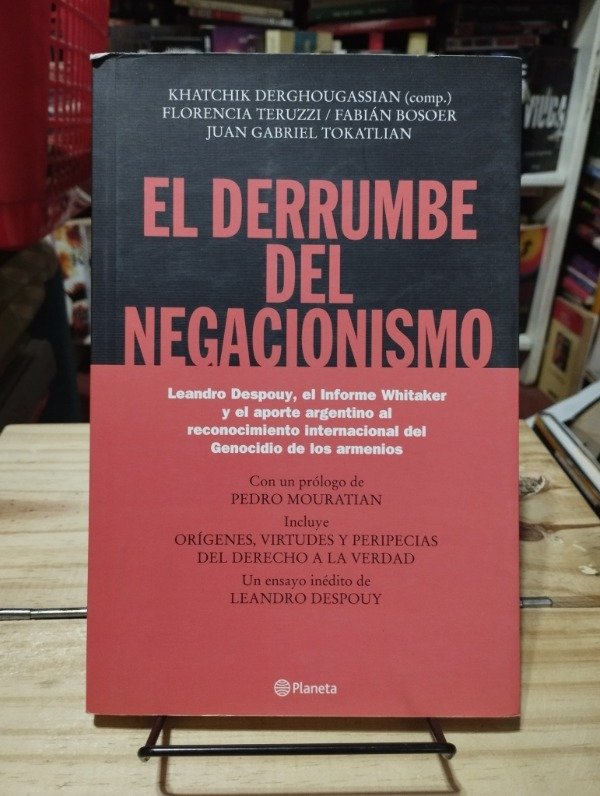 KHATCHIK DERGHOUGASSIAN (comp.)
FLORENCIA TERUZZI / FABIÁN BOSOER
JUAN GABRIEL TOKATLIAN
EL DERRUMBE
DEL
NEGACIONISMO
Leandro Despouy, el Informe Whitaker
y el aporte argentino al
reconocimiento internacional del
Genocidio de los armenios
Con un prólogo de
PEDRO MOURATIAN
Incluye
ORÍGENES, VIRTUDES Y PERIPECIAS
DEL DERECHO A LA VERDAD
Un ensayo inédito de
LEANDRO DESPOUY
Planeta